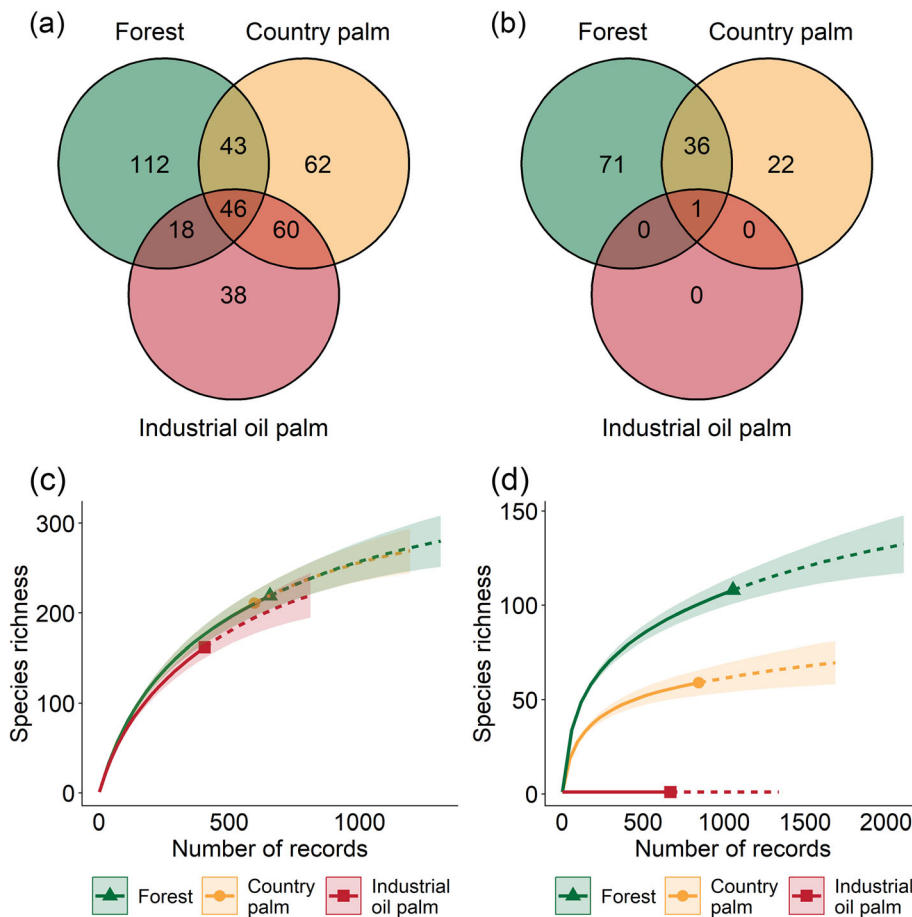 (a)
Forest
Country palm
112
43
62
46
18
60
38
Industrial oil palm
(b)
Forest
Country palm
71
36
22
1
0
0
0
Industrial oil palm
(c)
Species richness
300
200
100
0
0
500
1000
Number of records
Forest
Country
palm
Industrial
oil palm
(d)
Species richness
150
100
50
0
0
500
1000
1500
2000
Number of records
Forest
Country
palm
Industrial
oil palm